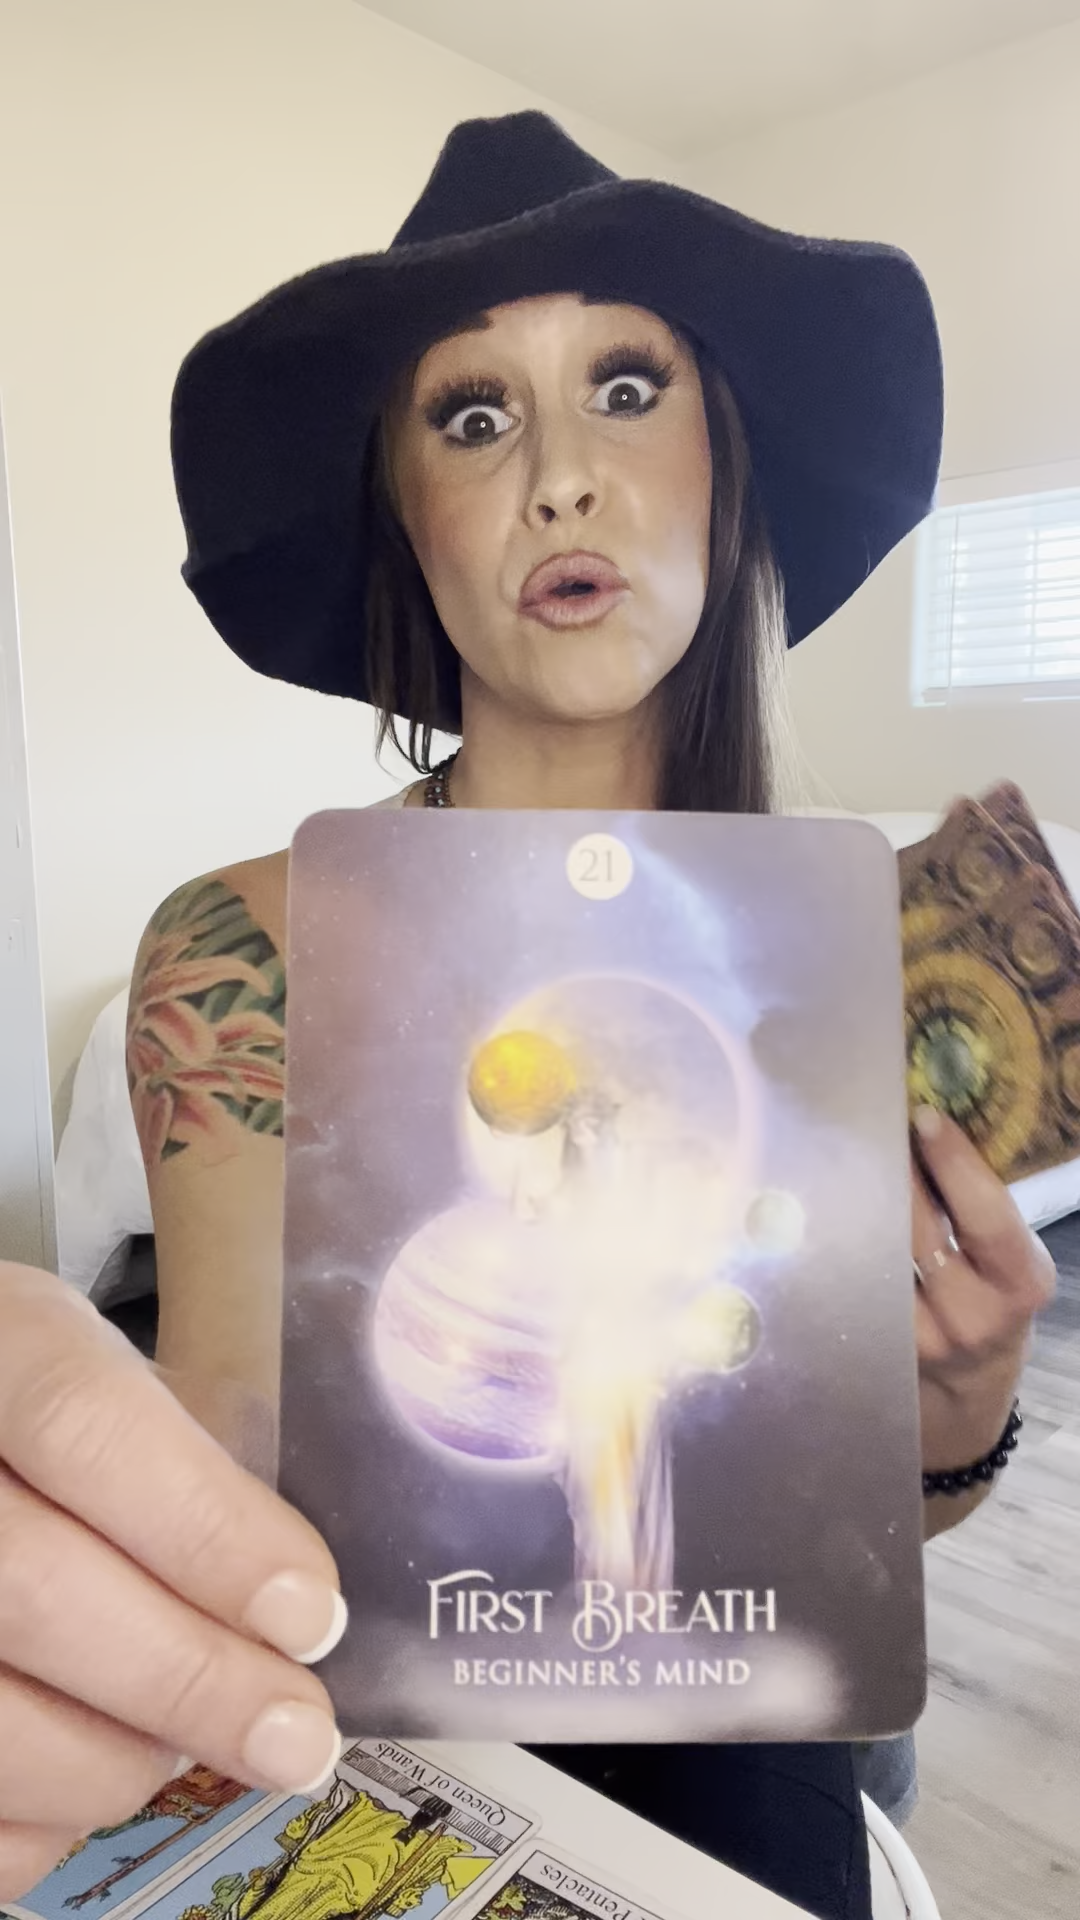 21
First Breath
Beginner's Mind
Queen of Wands
Pentacles